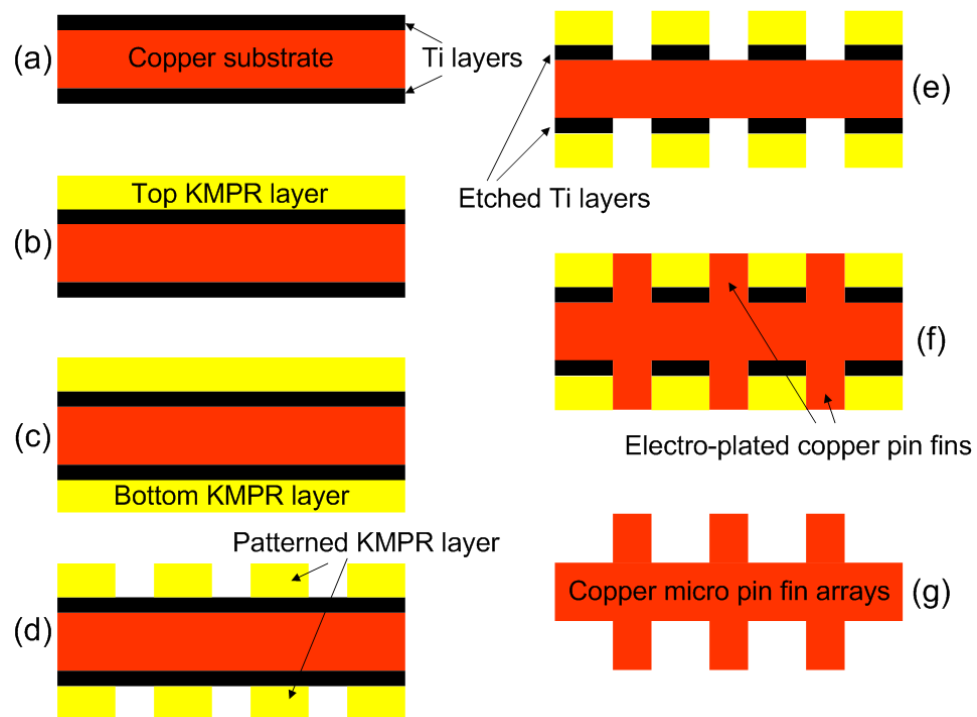 (a)
Copper substrate
Ti layers
(b)
Top KMPR layer
(c)
Bottom KMPR layer
(d)
Patterned KMPR layer
(e)
Etched Ti layers
(f)
Electro-plated copper pin fins
(g)
Copper micro pin fin arrays